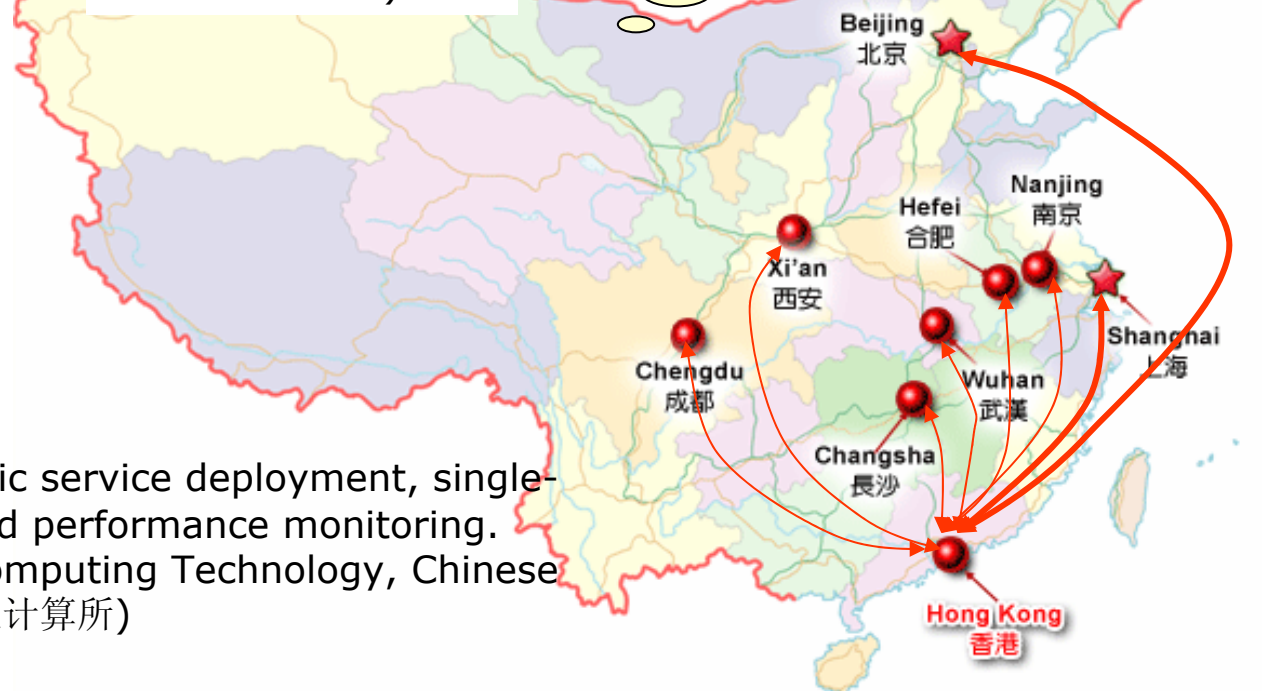 Beijing
北京
Nanjing
南京
Hefei
合肥
Xi'an
西安
Shanghai
上海
Chengdu
成都
Wuhan
武漢
Changsha
長沙
ic service deployment, single-
d performance monitoring.
omputing Technology, Chinese
计算所)
Hong Kong
香港